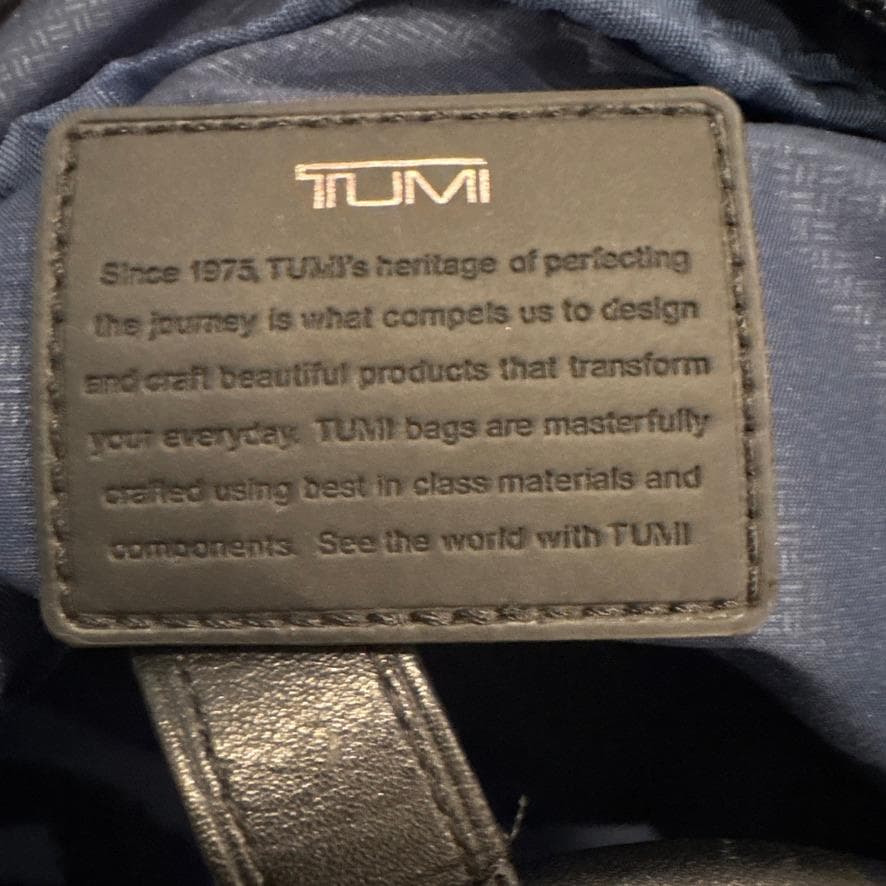 TUMI
Since 1975, TUMI's heritage of perfecting
the journey is what compels us to design
and craft beautiful products that transform
your everyday. TUMI bags are masterfully
crafted using best in class materials and
components. See the world with TUMI